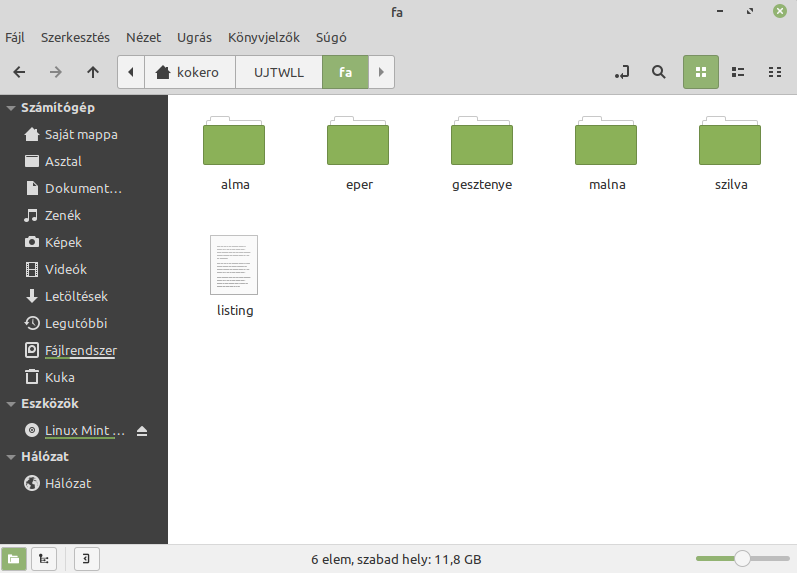 fa
Fájl Szerkesztés Nézet Ugrás Könyvjelzők Súgó
kokero UJTWLL fa
Számítógép
Saját mappa
Asztal
Dokument...
Zenék
Képek
Videók
Letöltések
Legutóbbi
Fájlrendszer
Kuka
Eszközök
Linux Mint ...
Hálózat
Hálózat
alma eper gesztenye malna szilva
listing
6 elem, szabad hely: 11,8 GB